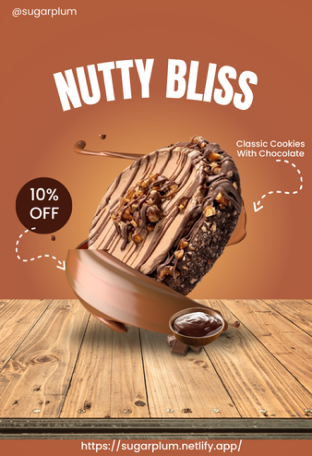 @sugarplum
NUTTY BLISS
Classic Cookies
With Chocolate
10%
OFF
https://sugarplum.netlify.app/